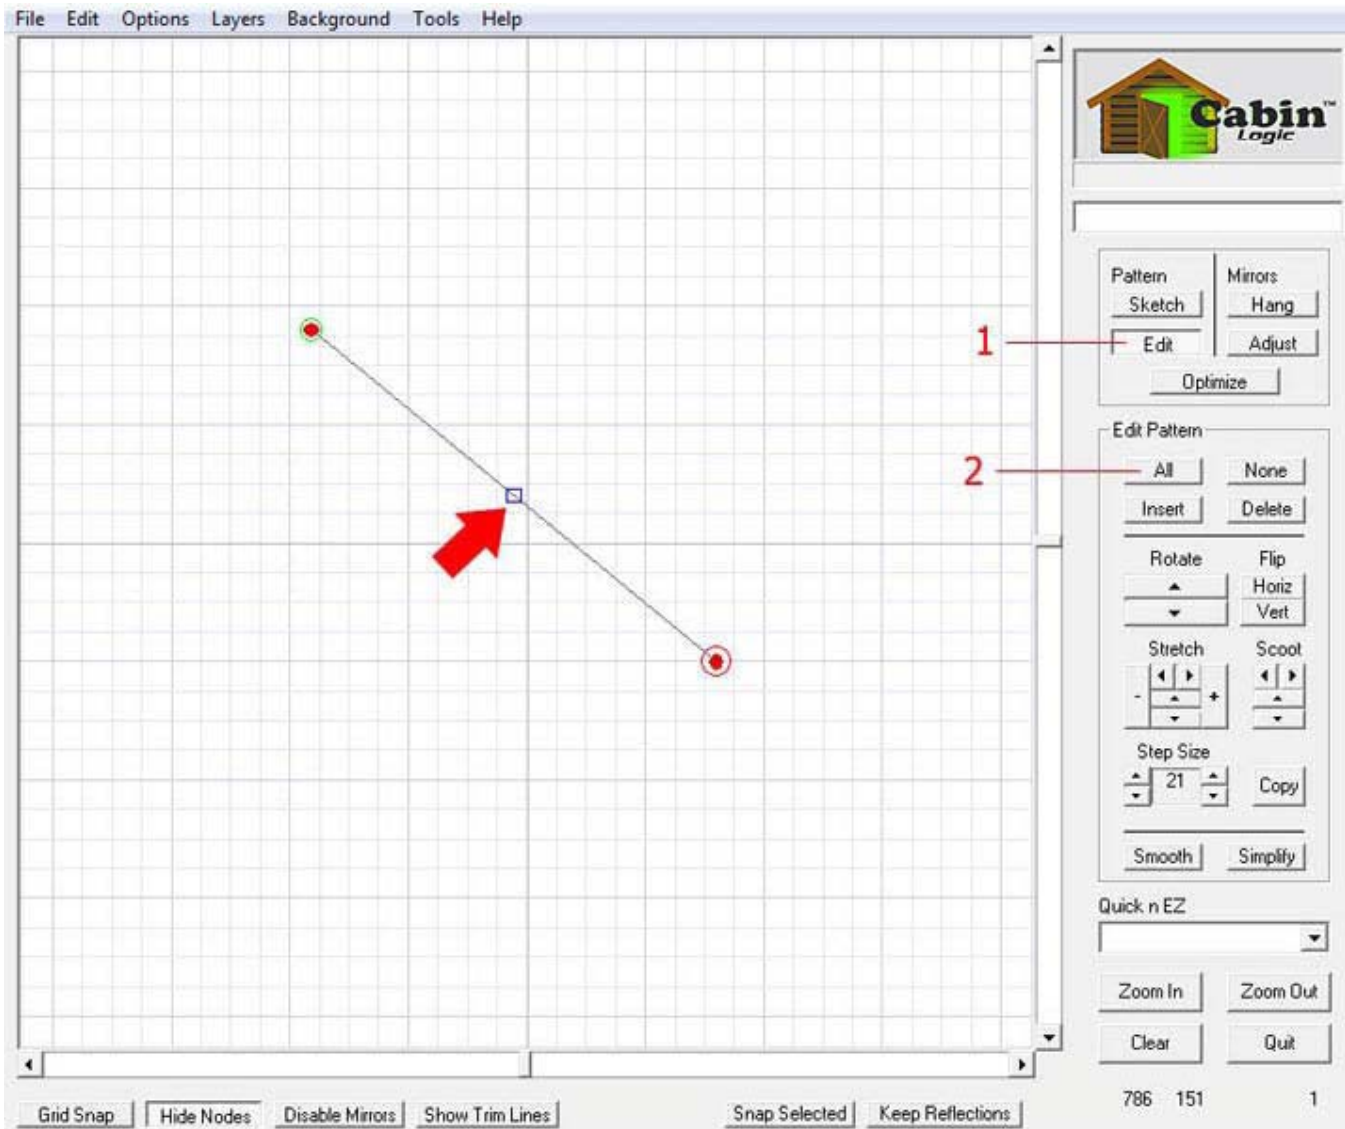 File Edit Options Layers Background Tools Help
Cabin™
Logic
Pattern Mirrors
Sketch Hang
1 Edit Adjust
Optimize
Edit Pattern
2 All None
Insert Delete
Rotate Flip
Horiz
Vert
Stretch Scoot
- +
Step Size
21 Copy
Smooth Simplify
Quick n EZ
Zoom In Zoom Out
Clear Quit
786 151 1
Grid Snap Hide Nodes Disable Mirrors Show Trim Lines Snap Selected Keep Reflections